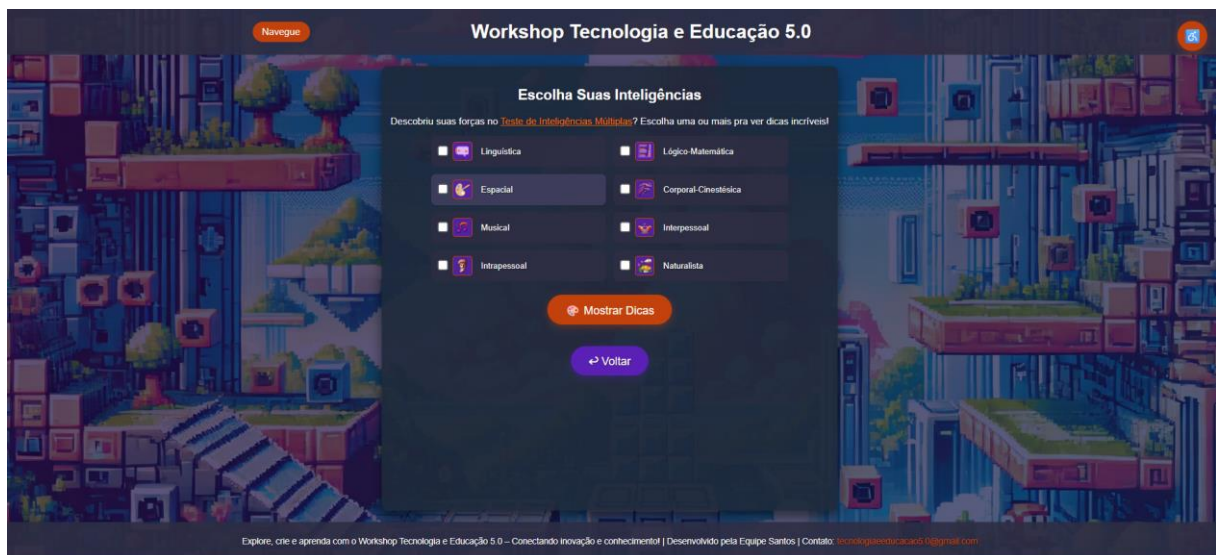 Navegue
Workshop Tecnologia e Educação 5.0
Escolha Suas Inteligências
Descobriu suas forças no Teste de Inteligências Múltiplas? Escolha uma ou mais pra ver dicas incríveis!
Linguística
Lógico-Matemática
Espacial
Corporal-Cinestésica
Musical
Interpessoal
Intrapessoal
Naturalista
Mostrar Dicas
Voltar
Explore, crie e aprenda com o Workshop Tecnologia e Educação 5.0 – Conectando inovação e conhecimento! | Desenvolvido pela Equipe Santos | Contato: tecnologiaeeducacao5.0@gmail.com